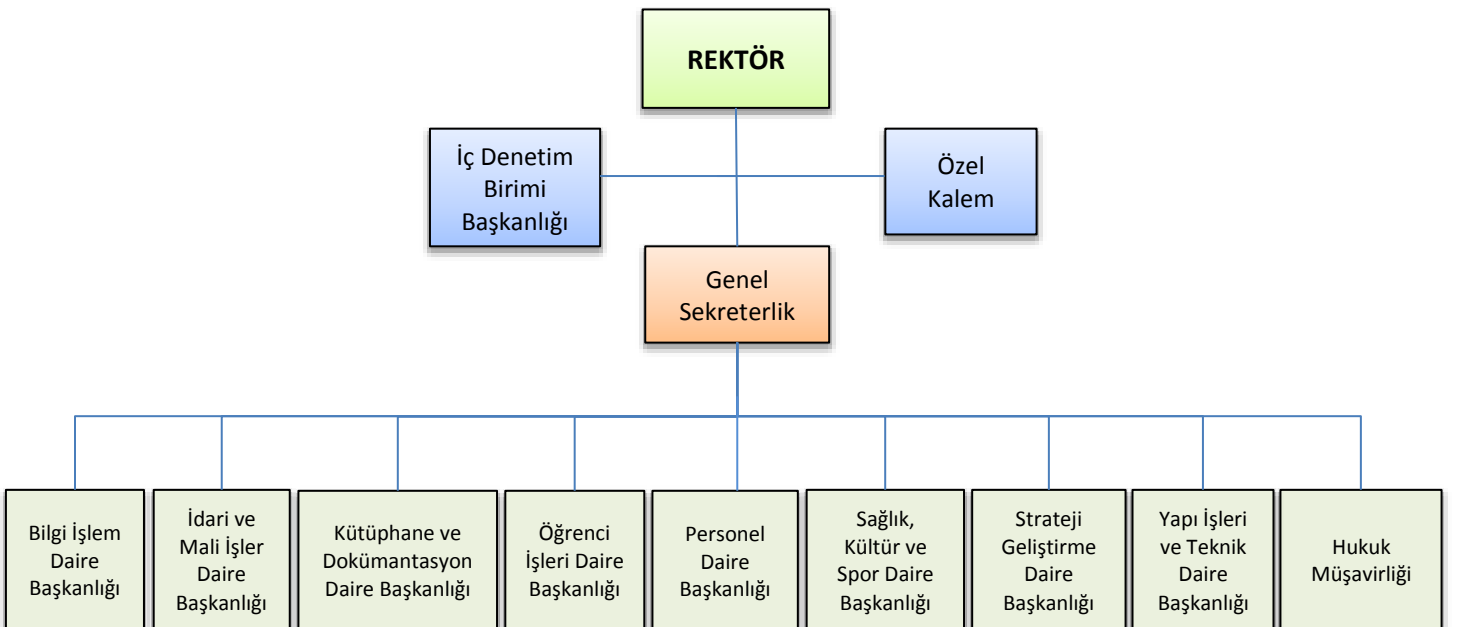 REKTÖR
İç Denetim
Birimi
Başkanlığı
Özel
Kalem
Genel
Sekreterlik
Bilgi İşlem
Daire
Başkanlığı
İdari ve
Mali İşler
Daire
Başkanlığı
Kütüphane ve
Dokümantasyon
Daire Başkanlığı
Öğrenci
İşleri Daire
Başkanlığı
Personel
Daire
Başkanlığı
Sağlık,
Kültür ve
Spor Daire
Başkanlığı
Strateji
Geliştirme
Daire
Başkanlığı
Yapı İşleri
ve Teknik
Daire
Başkanlığı
Hukuk
Müşavirliği